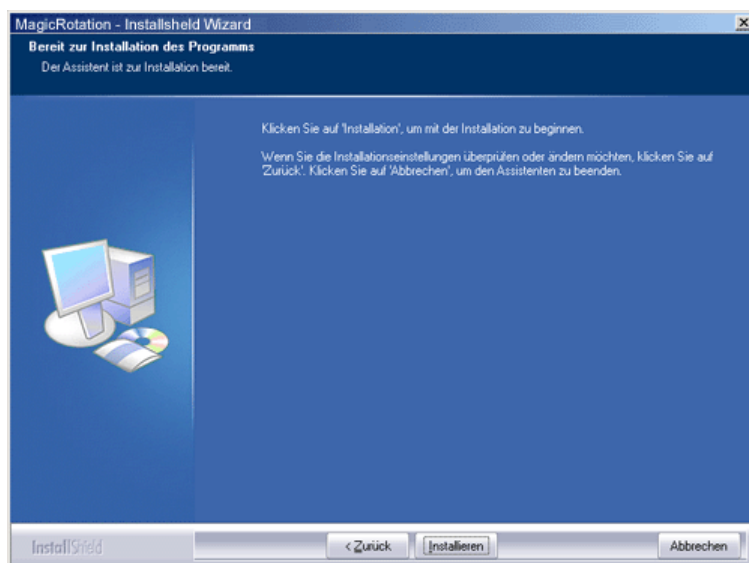 MagicRotation - Installsheld Wizard
Bereit zur Installation des Programms
Der Assistent ist zur Installation bereit.
Klicken Sie auf 'Installation', um mit der Installation zu beginnen.
Wenn Sie die Installationseinstellungen überprüfen oder ändern möchten, klicken Sie auf
'Zurück'. Klicken Sie auf 'Abbrechen', um den Assistenten zu beenden.
InstallShield
< Zurück
Installieren
Abbrechen